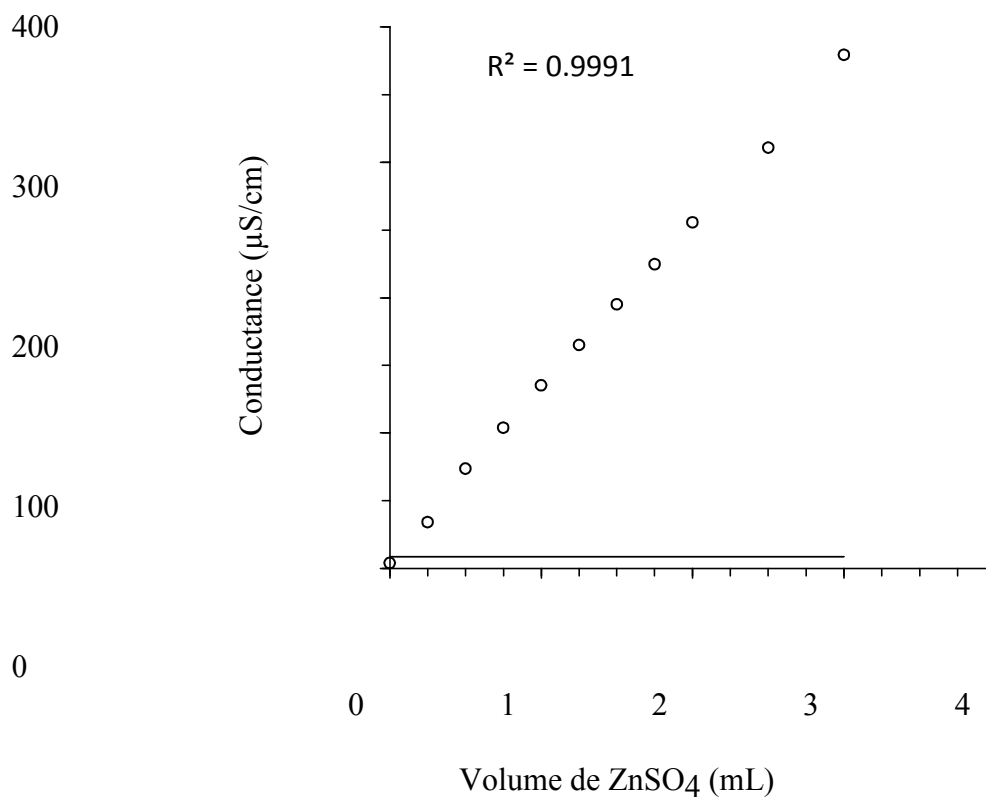 400
R² = 0.9991
300
Conductance (µS/cm)
200
100
0
0 1 2 3 4
Volume de ZnSO4 (mL)